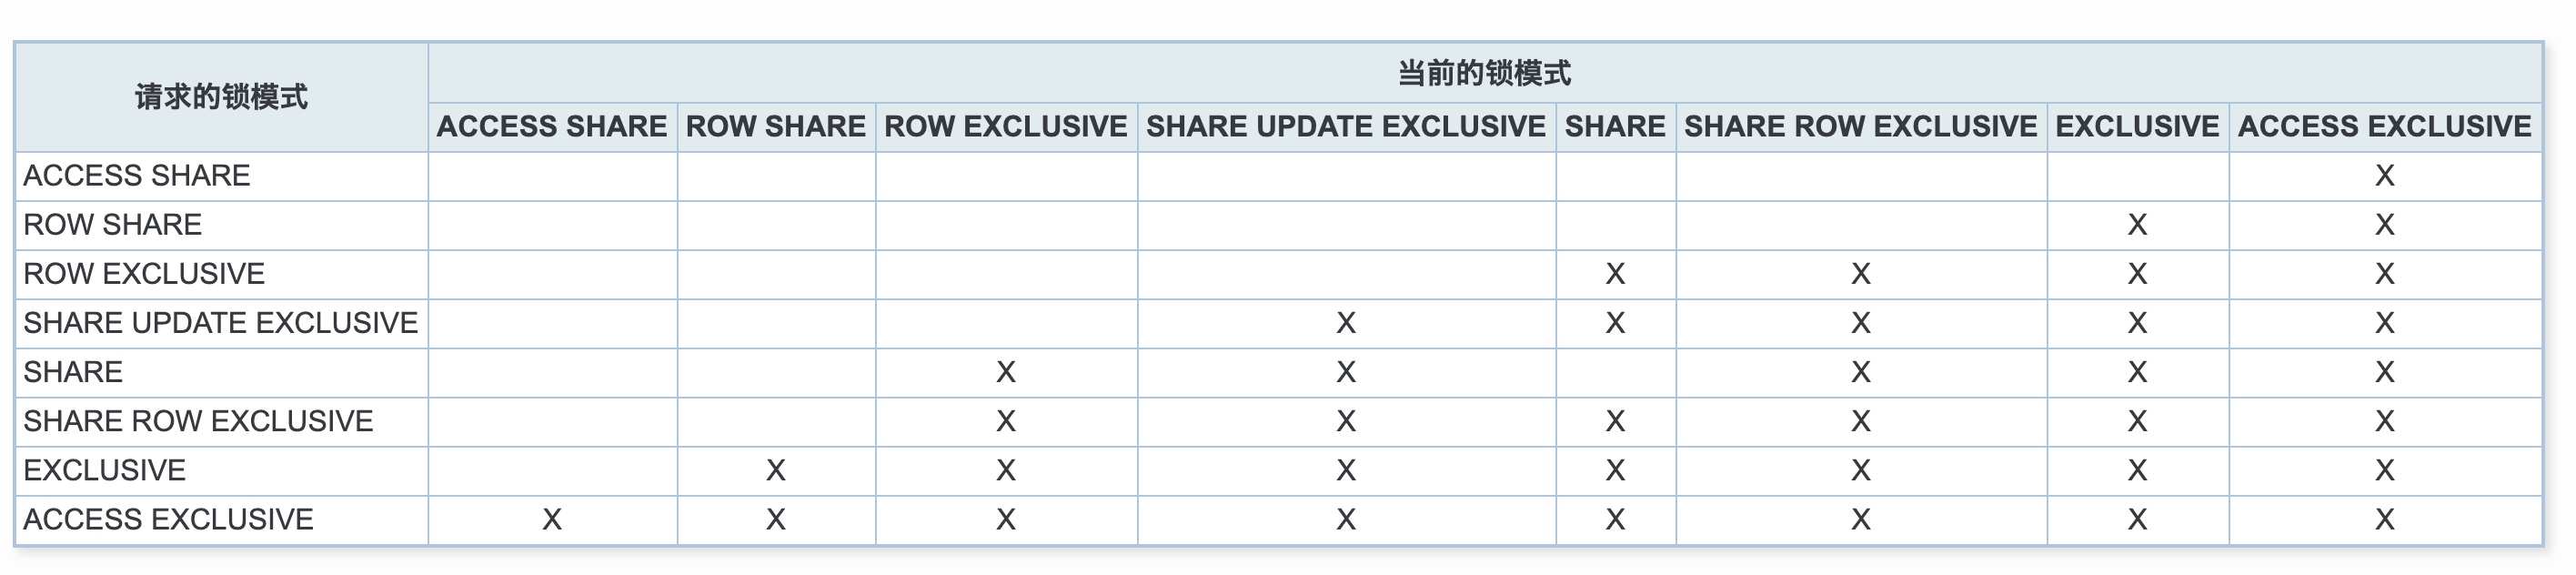 请求的锁模式 当前的锁模式
ACCESS SHARE ROW SHARE ROW EXCLUSIVE SHARE UPDATE EXCLUSIVE SHARE SHARE ROW EXCLUSIVE EXCLUSIVE ACCESS EXCLUSIVE
ACCESS SHARE X
ROW SHARE X X
ROW EXCLUSIVE X X X X
SHARE UPDATE EXCLUSIVE X X X X X
SHARE X X X X X
SHARE ROW EXCLUSIVE X X X X X X
EXCLUSIVE X X X X X X X
ACCESS EXCLUSIVE X X X X X X X X